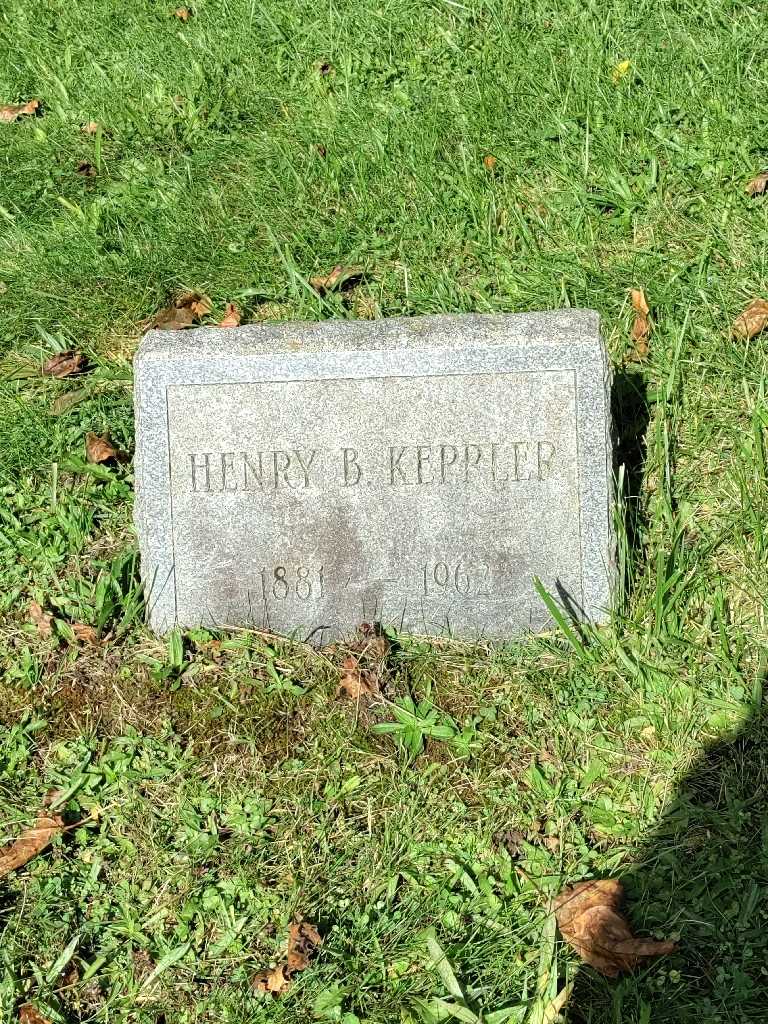 HENRY B. KEPPLER
1881 — 1962